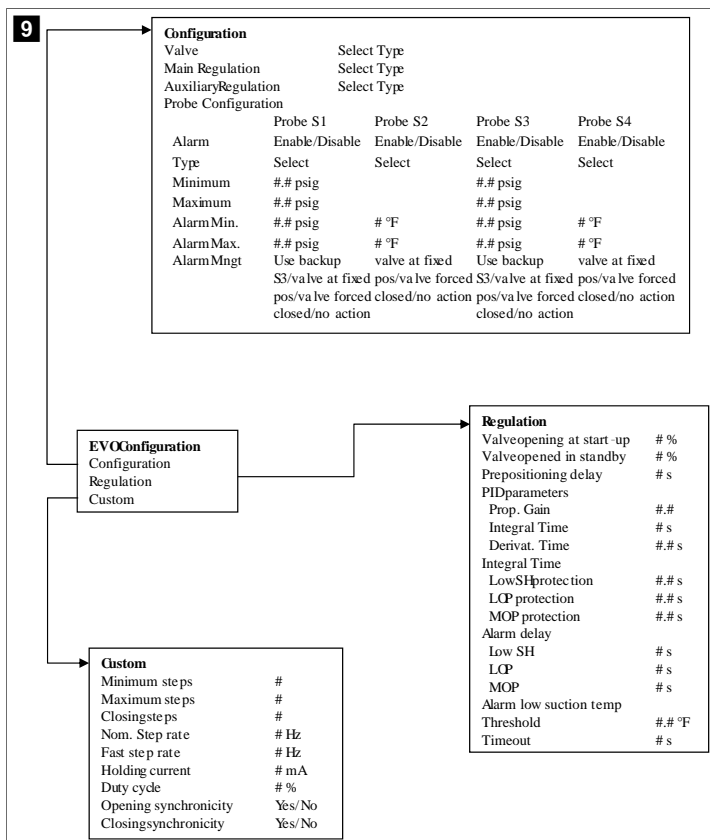 9
Configuration
Valve Select Type
Main Regulation Select Type
AuxiliaryRegulation Select Type
Probe Configuration
Probe S1 Probe S2 Probe S3 Probe S4
Alarm Enable/Disable Enable/Disable Enable/Disable Enable/Disable
Type Select Select Select Select
Minimum #.# psig #.# psig
Maximum #.# psig #.# psig
AlarmMin. #.# psig # °F #.# psig # °F
AlarmMax. #.# psig # °F #.# psig # °F
AlarmMngt Use backup valve at fixed Use backup valve at fixed
S3/valve at fixed pos/valve forced S3/valve at fixed pos/valve forced
pos/valve forced closed/no action pos/valve forced closed/no action
closed/no action closed/no action
EVOConfiguration
Configuration
Regulation
Custom
Regulation
Valveopening at start-up # %
Valveopened in standby # %
Prepositioning delay # s
PIDparameters
Prop. Gain #.#
Integral Time # s
Derivat. Time #.# s
Integral Time
LowSHprotection #.# s
LOP protection #.# s
MOP protection #.# s
Alarm delay
Low SH # s
LOP # s
MOP # s
Alarm low suction temp
Threshold #.# °F
Timeout # s
Custom
Minimum steps #
Maximum steps #
Closingsteps #
Nom. Step rate # Hz
Fast step rate # Hz
Holding current # mA
Duty cycle # %
Opening synchronicity Yes/No
Closingsynchronicity Yes/No